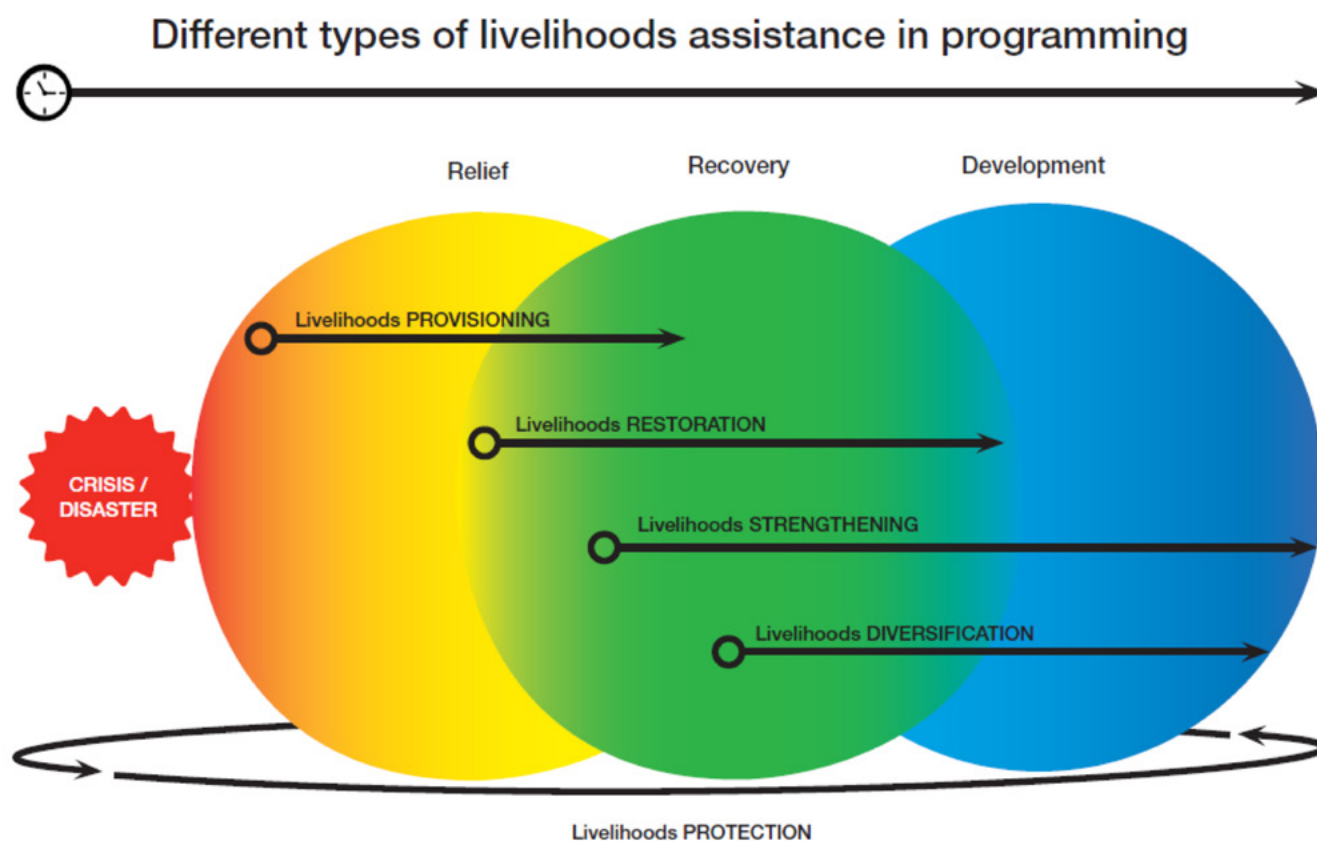 Different types of livelihoods assistance in programming
Relief
Recovery
Development
Livelihoods PROVISIONING
Livelihoods RESTORATION
CRISIS /
DISASTER
Livelihoods STRENGTHENING
Livelihoods DIVERSIFICATION
Livelihoods PROTECTION